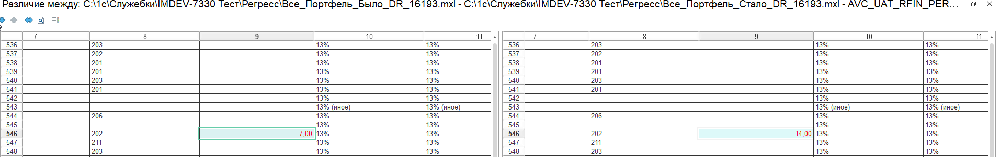 Различие между: C:\1c\Служебки\IMDEV-7330 Тест\Регресс\Все_Портфель_Было_DR_16193.mxl - C:\1c\Служебки\IMDEV-7330 Тест\Регресс\Все_Портфель_Стало_DR_16193.mxl - AVC_UAT_RFIN_PER...
7 8 9 10 11
536 203 13% 13%
537 202 13% 13%
538 201 13% 13%
539 201 13% 13%
540 203 13% 13%
541 201 13% 13%
542 13% 13%
543 13% (иное) 13% (иное)
544 206 13% 13%
545 13% 13%
546 202 7,00 13% 13%
547 211 13% 13%
548 203 13% 13%
7 8 9 10 11
536 203 13% 13%
537 202 13% 13%
538 201 13% 13%
539 201 13% 13%
540 203 13% 13%
541 201 13% 13%
542 13% 13%
543 13% (иное) 13% (иное)
544 206 13% 13%
545 13% 13%
546 202 14,00 13% 13%
547 211 13% 13%
548 203 13% 13%